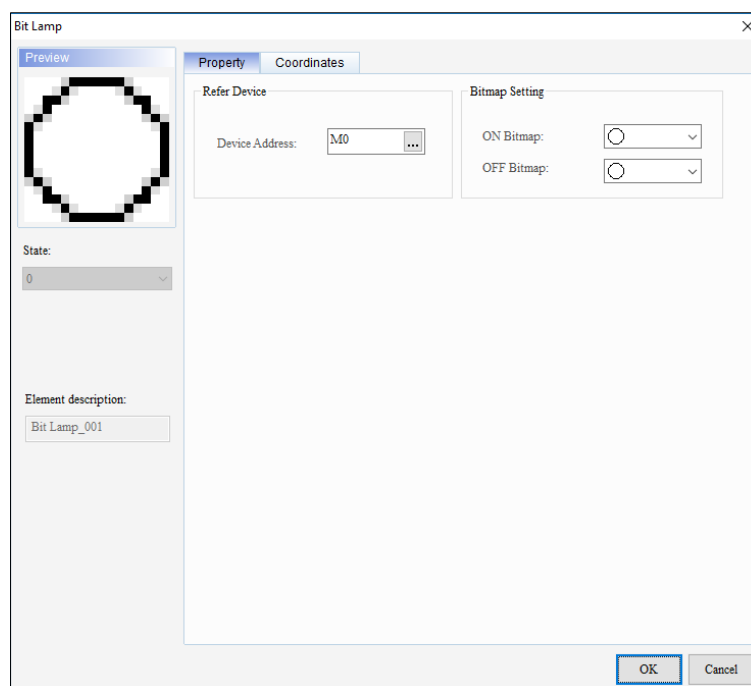 Bit Lamp
Preview
Property Coordinates
Refer Device
Bitmap Setting
Device Address: M0 ...
ON Bitmap:
OFF Bitmap:
State:
0
Element description:
Bit Lamp_001
OK Cancel